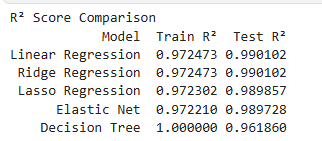 R² Score Comparison
Model Train R² Test R²
Linear Regression 0.972473 0.990102
Ridge Regression 0.972473 0.990102
Lasso Regression 0.972302 0.989857
Elastic Net 0.972210 0.989728
Decision Tree 1.000000 0.961860